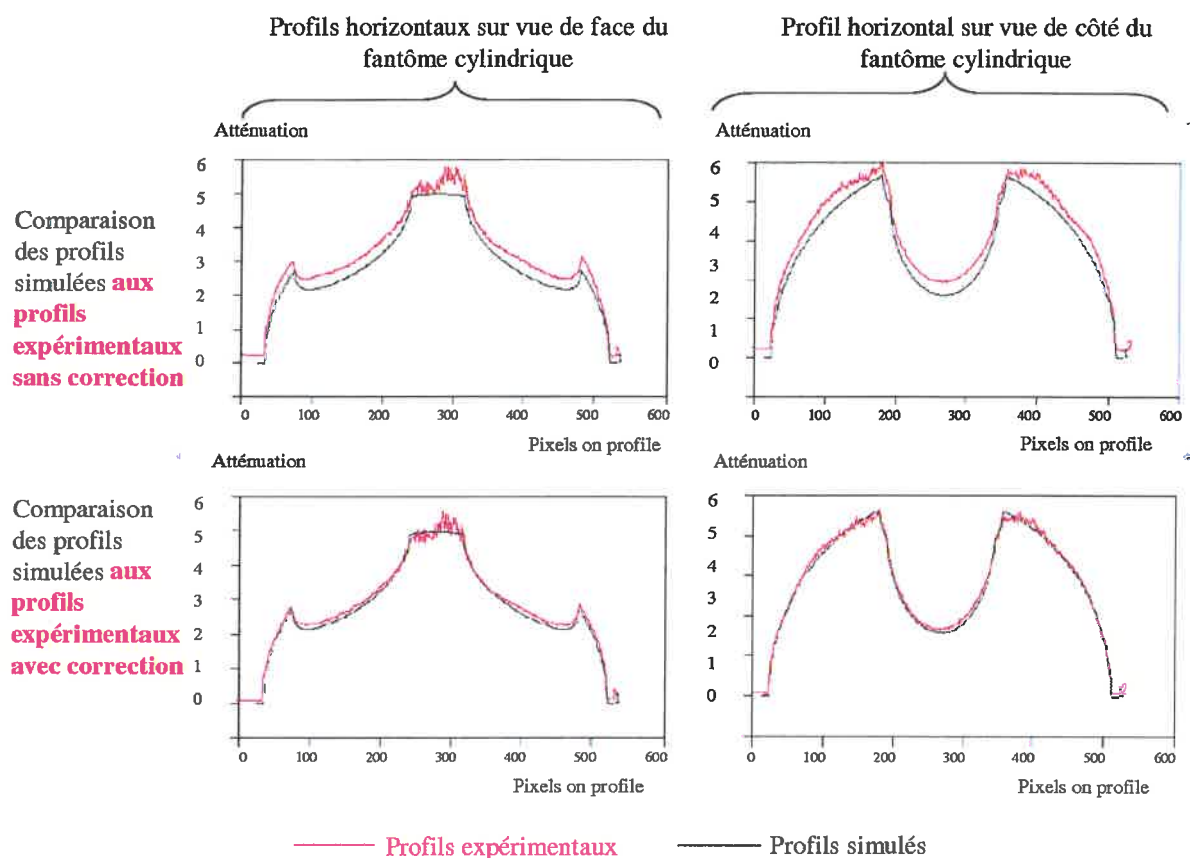 Profils horizontaux sur vue de face du
fantôme cylindrique
Profil horizontal sur vue de côté du
fantôme cylindrique
Atténuation
Atténuation
Comparaison
des profils
simulées aux
profils
expérimentaux
sans correction
6
5
4
3
2
1
0
0 100 200 300 400 500 600
Pixels on profile
6
5
4
3
2
1
0
0 100 200 300 400 500 600
Pixels on profile
Atténuation
Atténuation
Comparaison
des profils
simulées aux
profils
expérimentaux
avec correction
6
5
4
3
2
1
0
0 100 200 300 400 500 600
Pixels on profile
6
5
4
3
2
1
0
0 100 200 300 400 500 600
Pixels on profile
Profils expérimentaux
Profils simulés